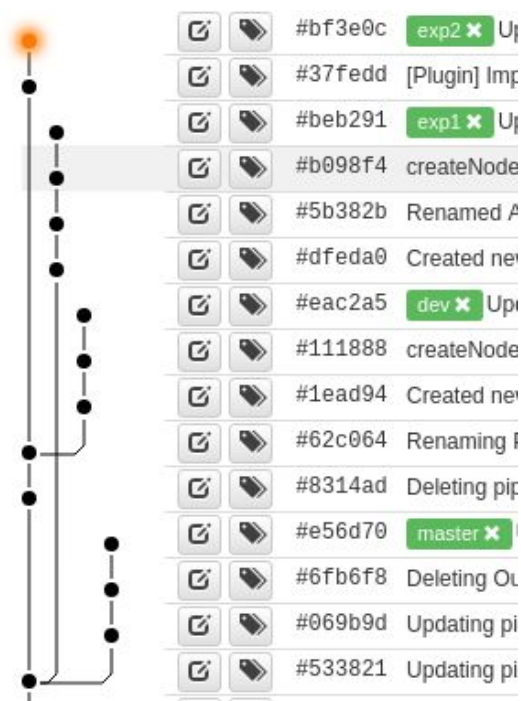 #bf3e0c exp2 ✖ Up
#37fedd [Plugin] Imp
#beb291 exp1 ✖ Up
#b098f4 createNode
#5b382b Renamed A
#dfeda0 Created nev
#eac2a5 dev ✖ Upd
#111888 createNode
#1ead94 Created nev
#62c064 Renaming P
#8314ad Deleting pip
#e56d70 master ✖
#6fb6f8 Deleting Ou
#069b9d Updating pi
#533821 Updating pi